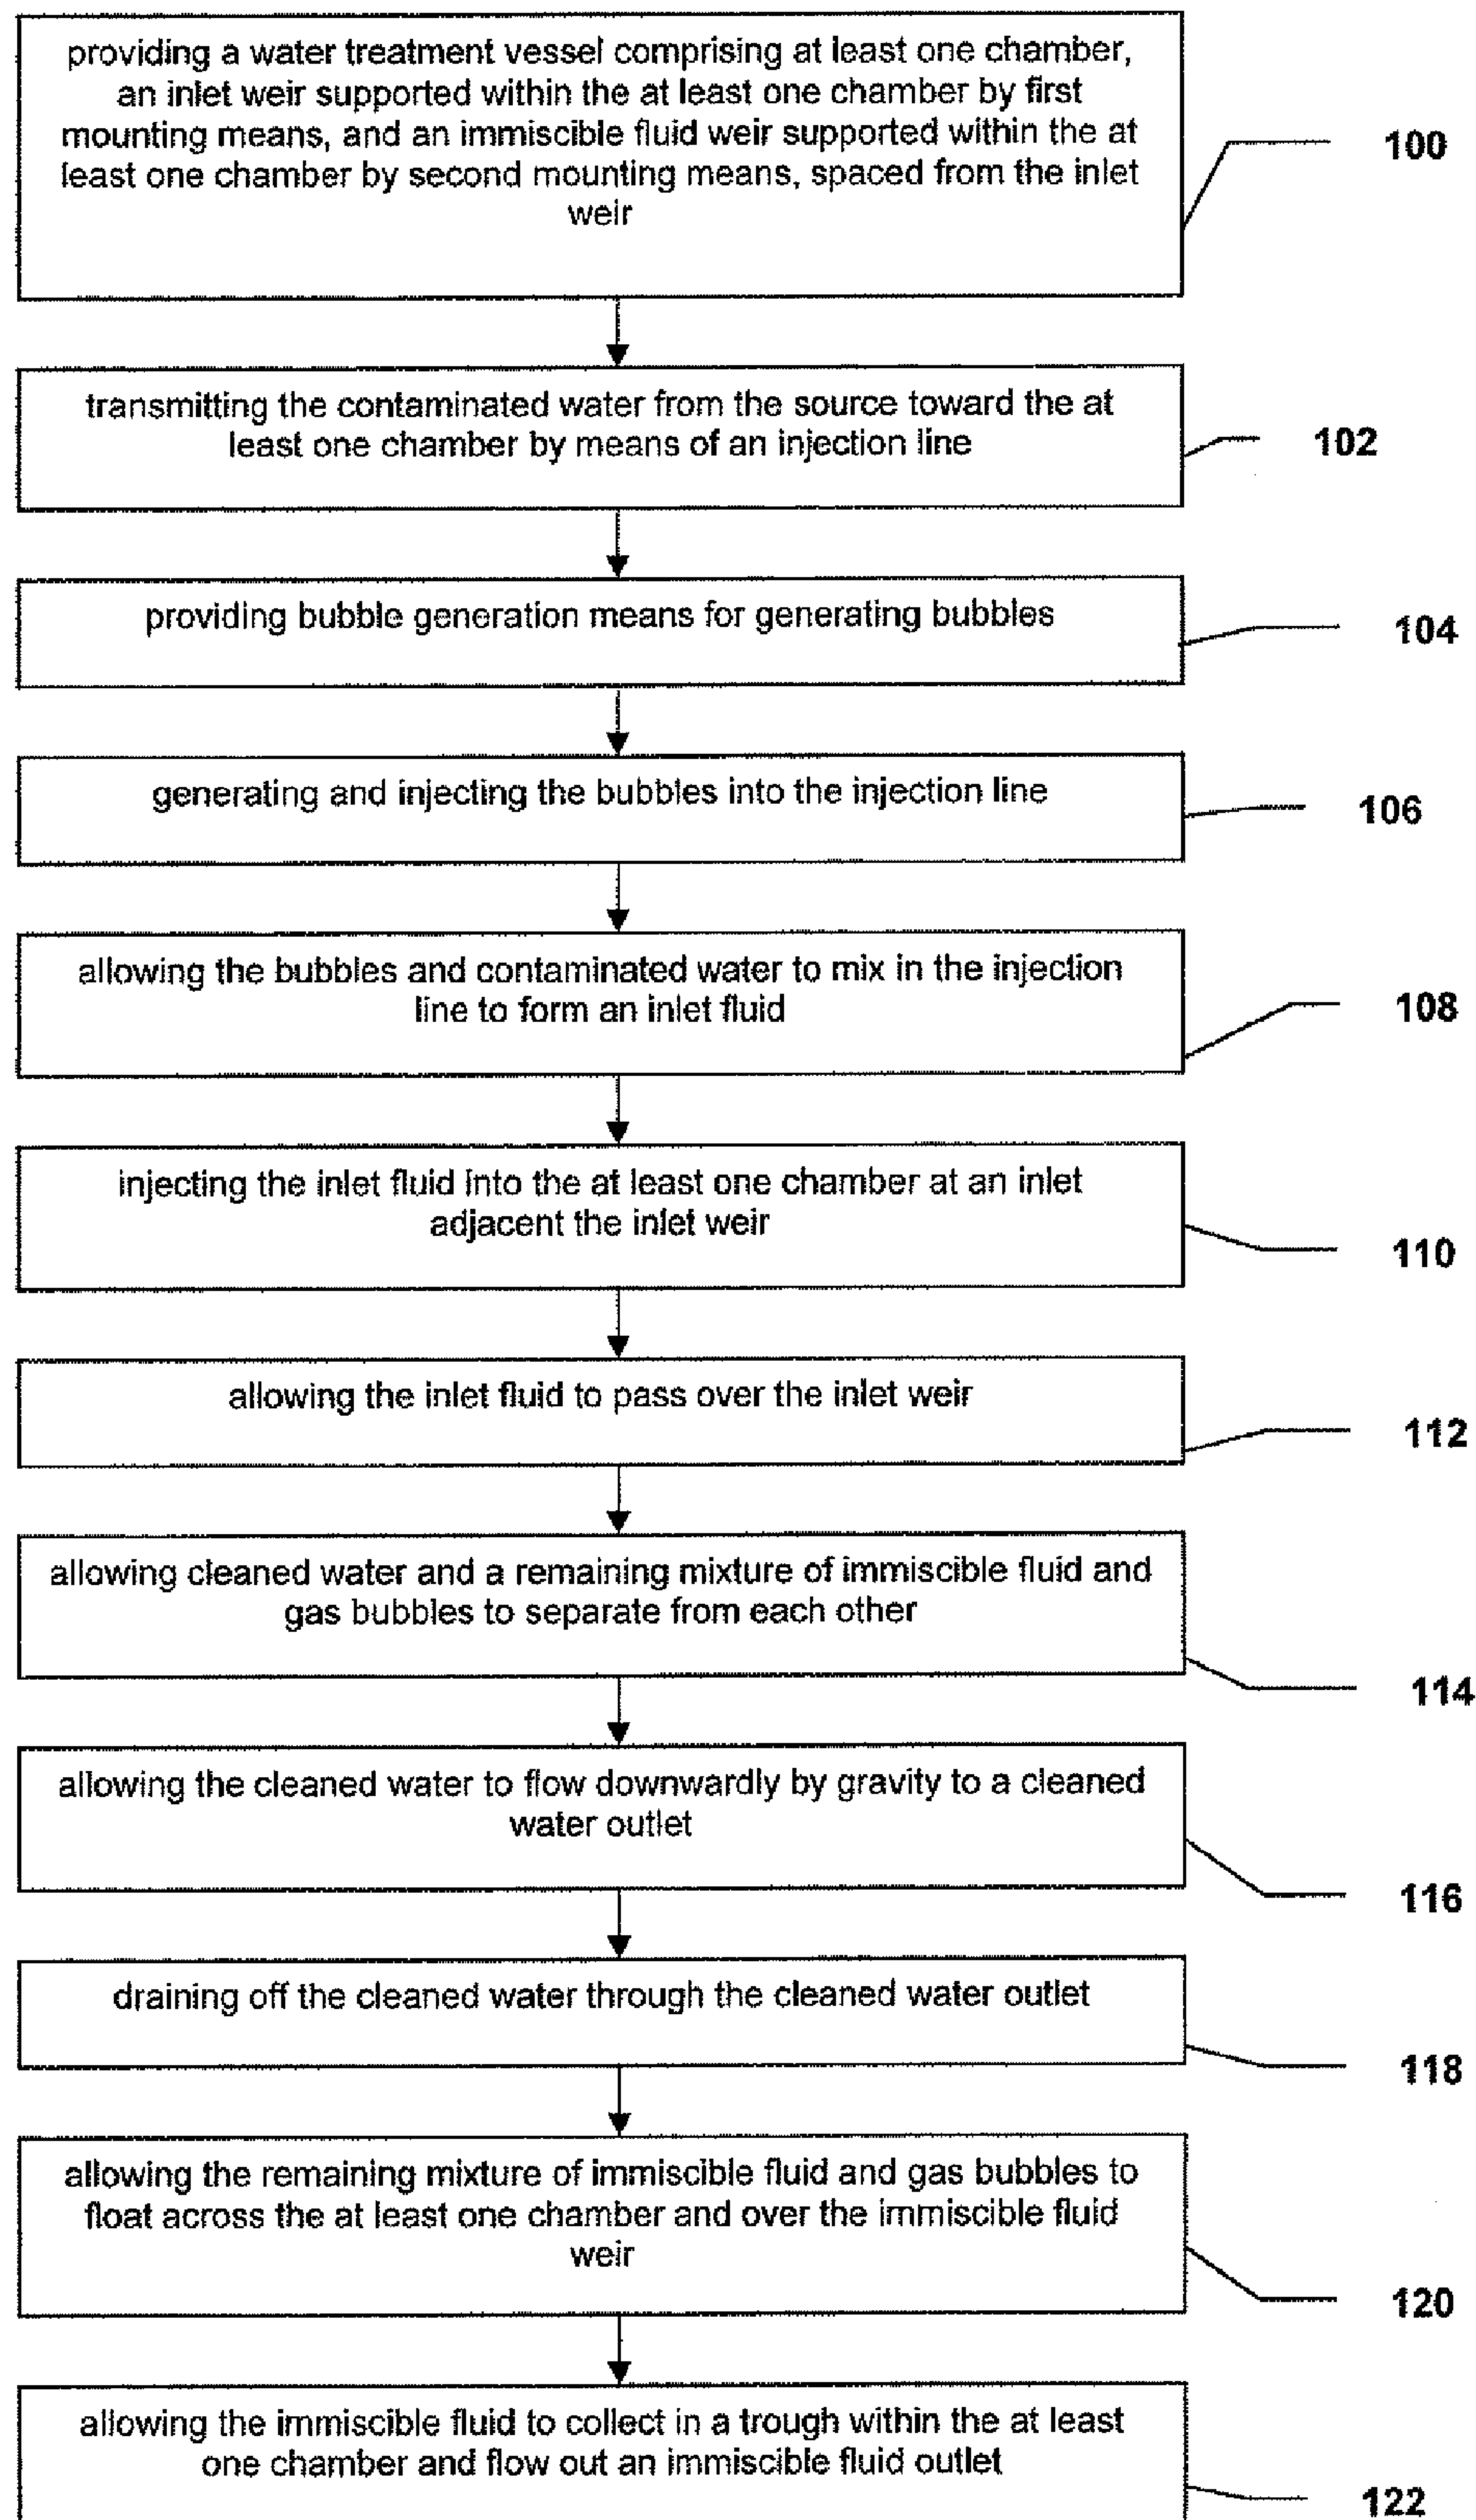 providing a water treatment vessel comprising at least one chamber,
an inlet weir supported within the at least one chamber by first
mounting means, and an immiscible fluid weir supported within the at
least one chamber by second mounting means, spaced from the inlet
weir
100
transmitting the contaminated water from the source toward the at
least one chamber by means of an injection line
102
providing bubble generation means for generating bubbles
104
generating and injecting the bubbles into the injection line
106
allowing the bubbles and contaminated water to mix in the injection
line to form an inlet fluid
108
injecting the inlet fluid into the at least one chamber at an inlet
adjacent the inlet weir
110
allowing the inlet fluid to pass over the inlet weir
112
allowing cleaned water and a remaining mixture of immiscible fluid and
gas bubbles to separate from each other
114
allowing the cleaned water to flow downwardly by gravity to a cleaned
water outlet
116
draining off the cleaned water through the cleaned water outlet
118
allowing the remaining mixture of immiscible fluid and gas bubbles to
float across the at least one chamber and over the immiscible fluid
weir
120
allowing the immiscible fluid to collect in a trough within the at least
one chamber and flow out an immiscible fluid outlet
122